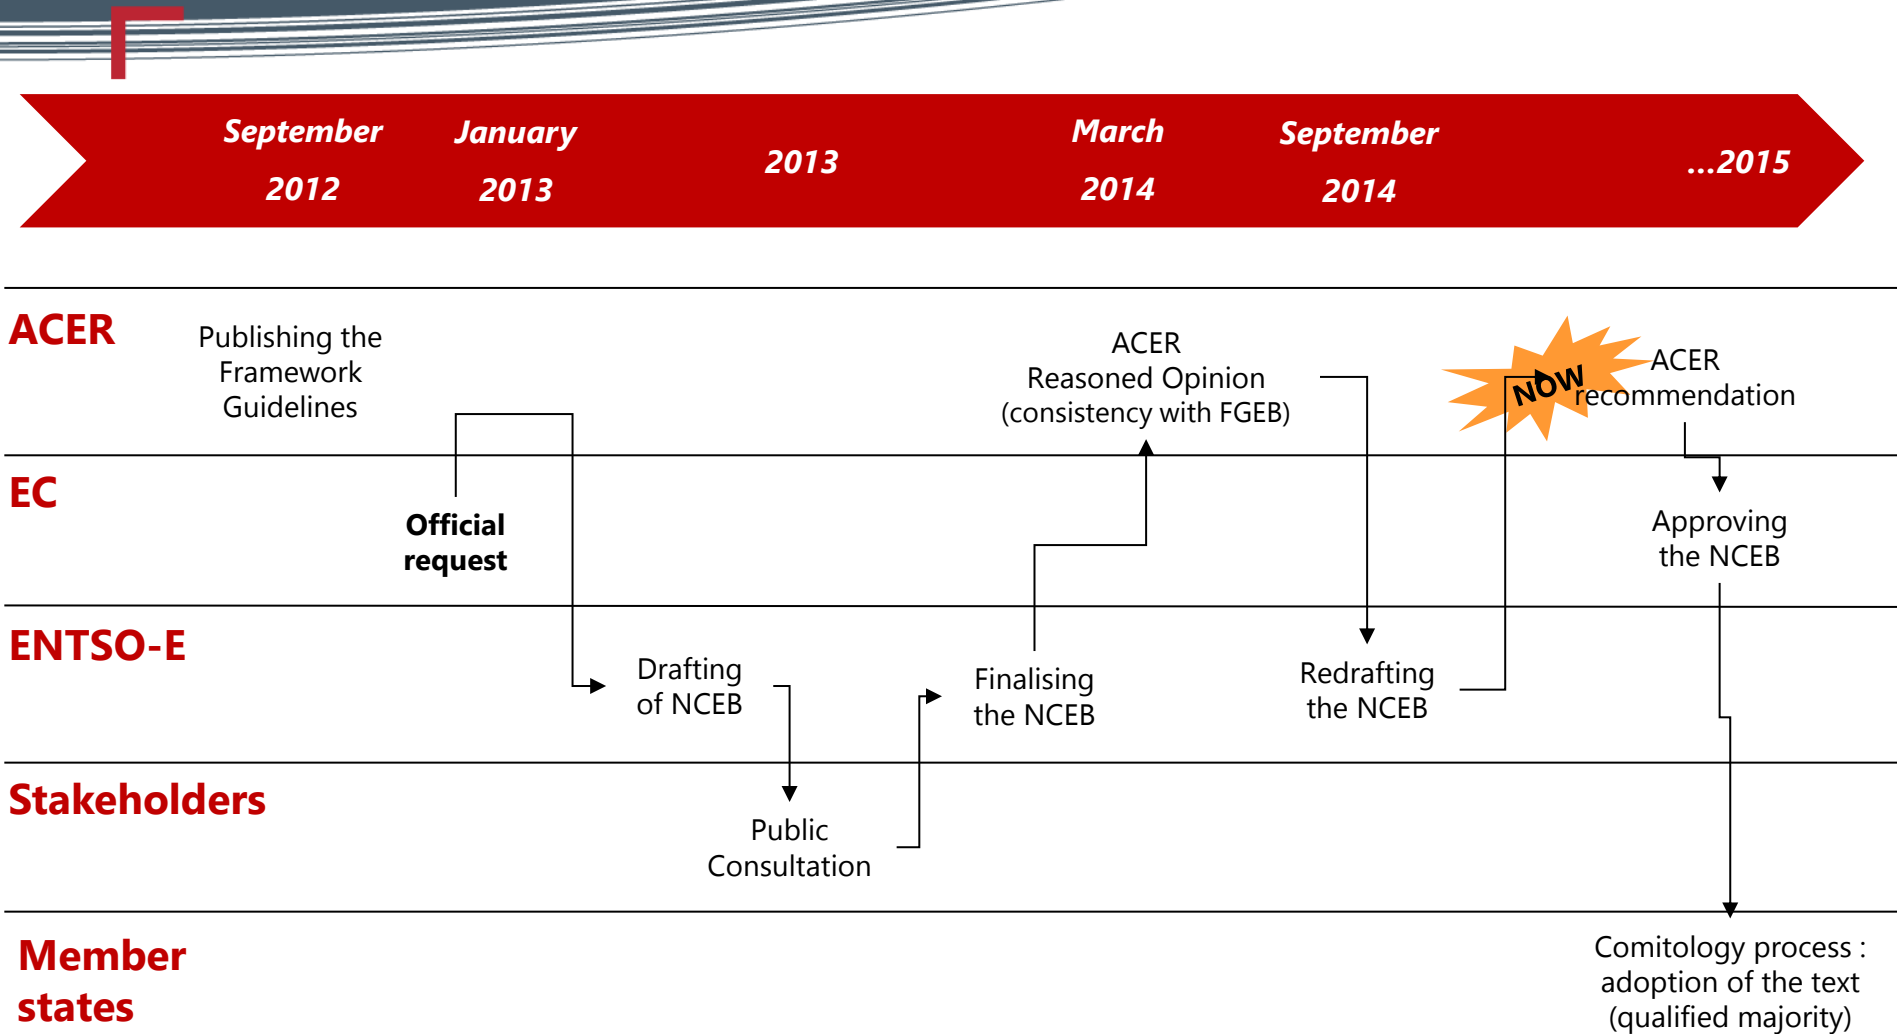 September
2012
January
2013
2013
March
2014
September
2014
...2015
ACER
Publishing the
Framework
Guidelines
ACER
Reasoned Opinion
(consistency with FGEB)
NOW
ACER
recommendation
EC
Official
request
Approving
the NCEB
ENTSO-E
Drafting
of NCEB
Finalising
the NCEB
Redrafting
the NCEB
Stakeholders
Public
Consultation
Member
states
Comitology process :
adoption of the text
(qualified majority)